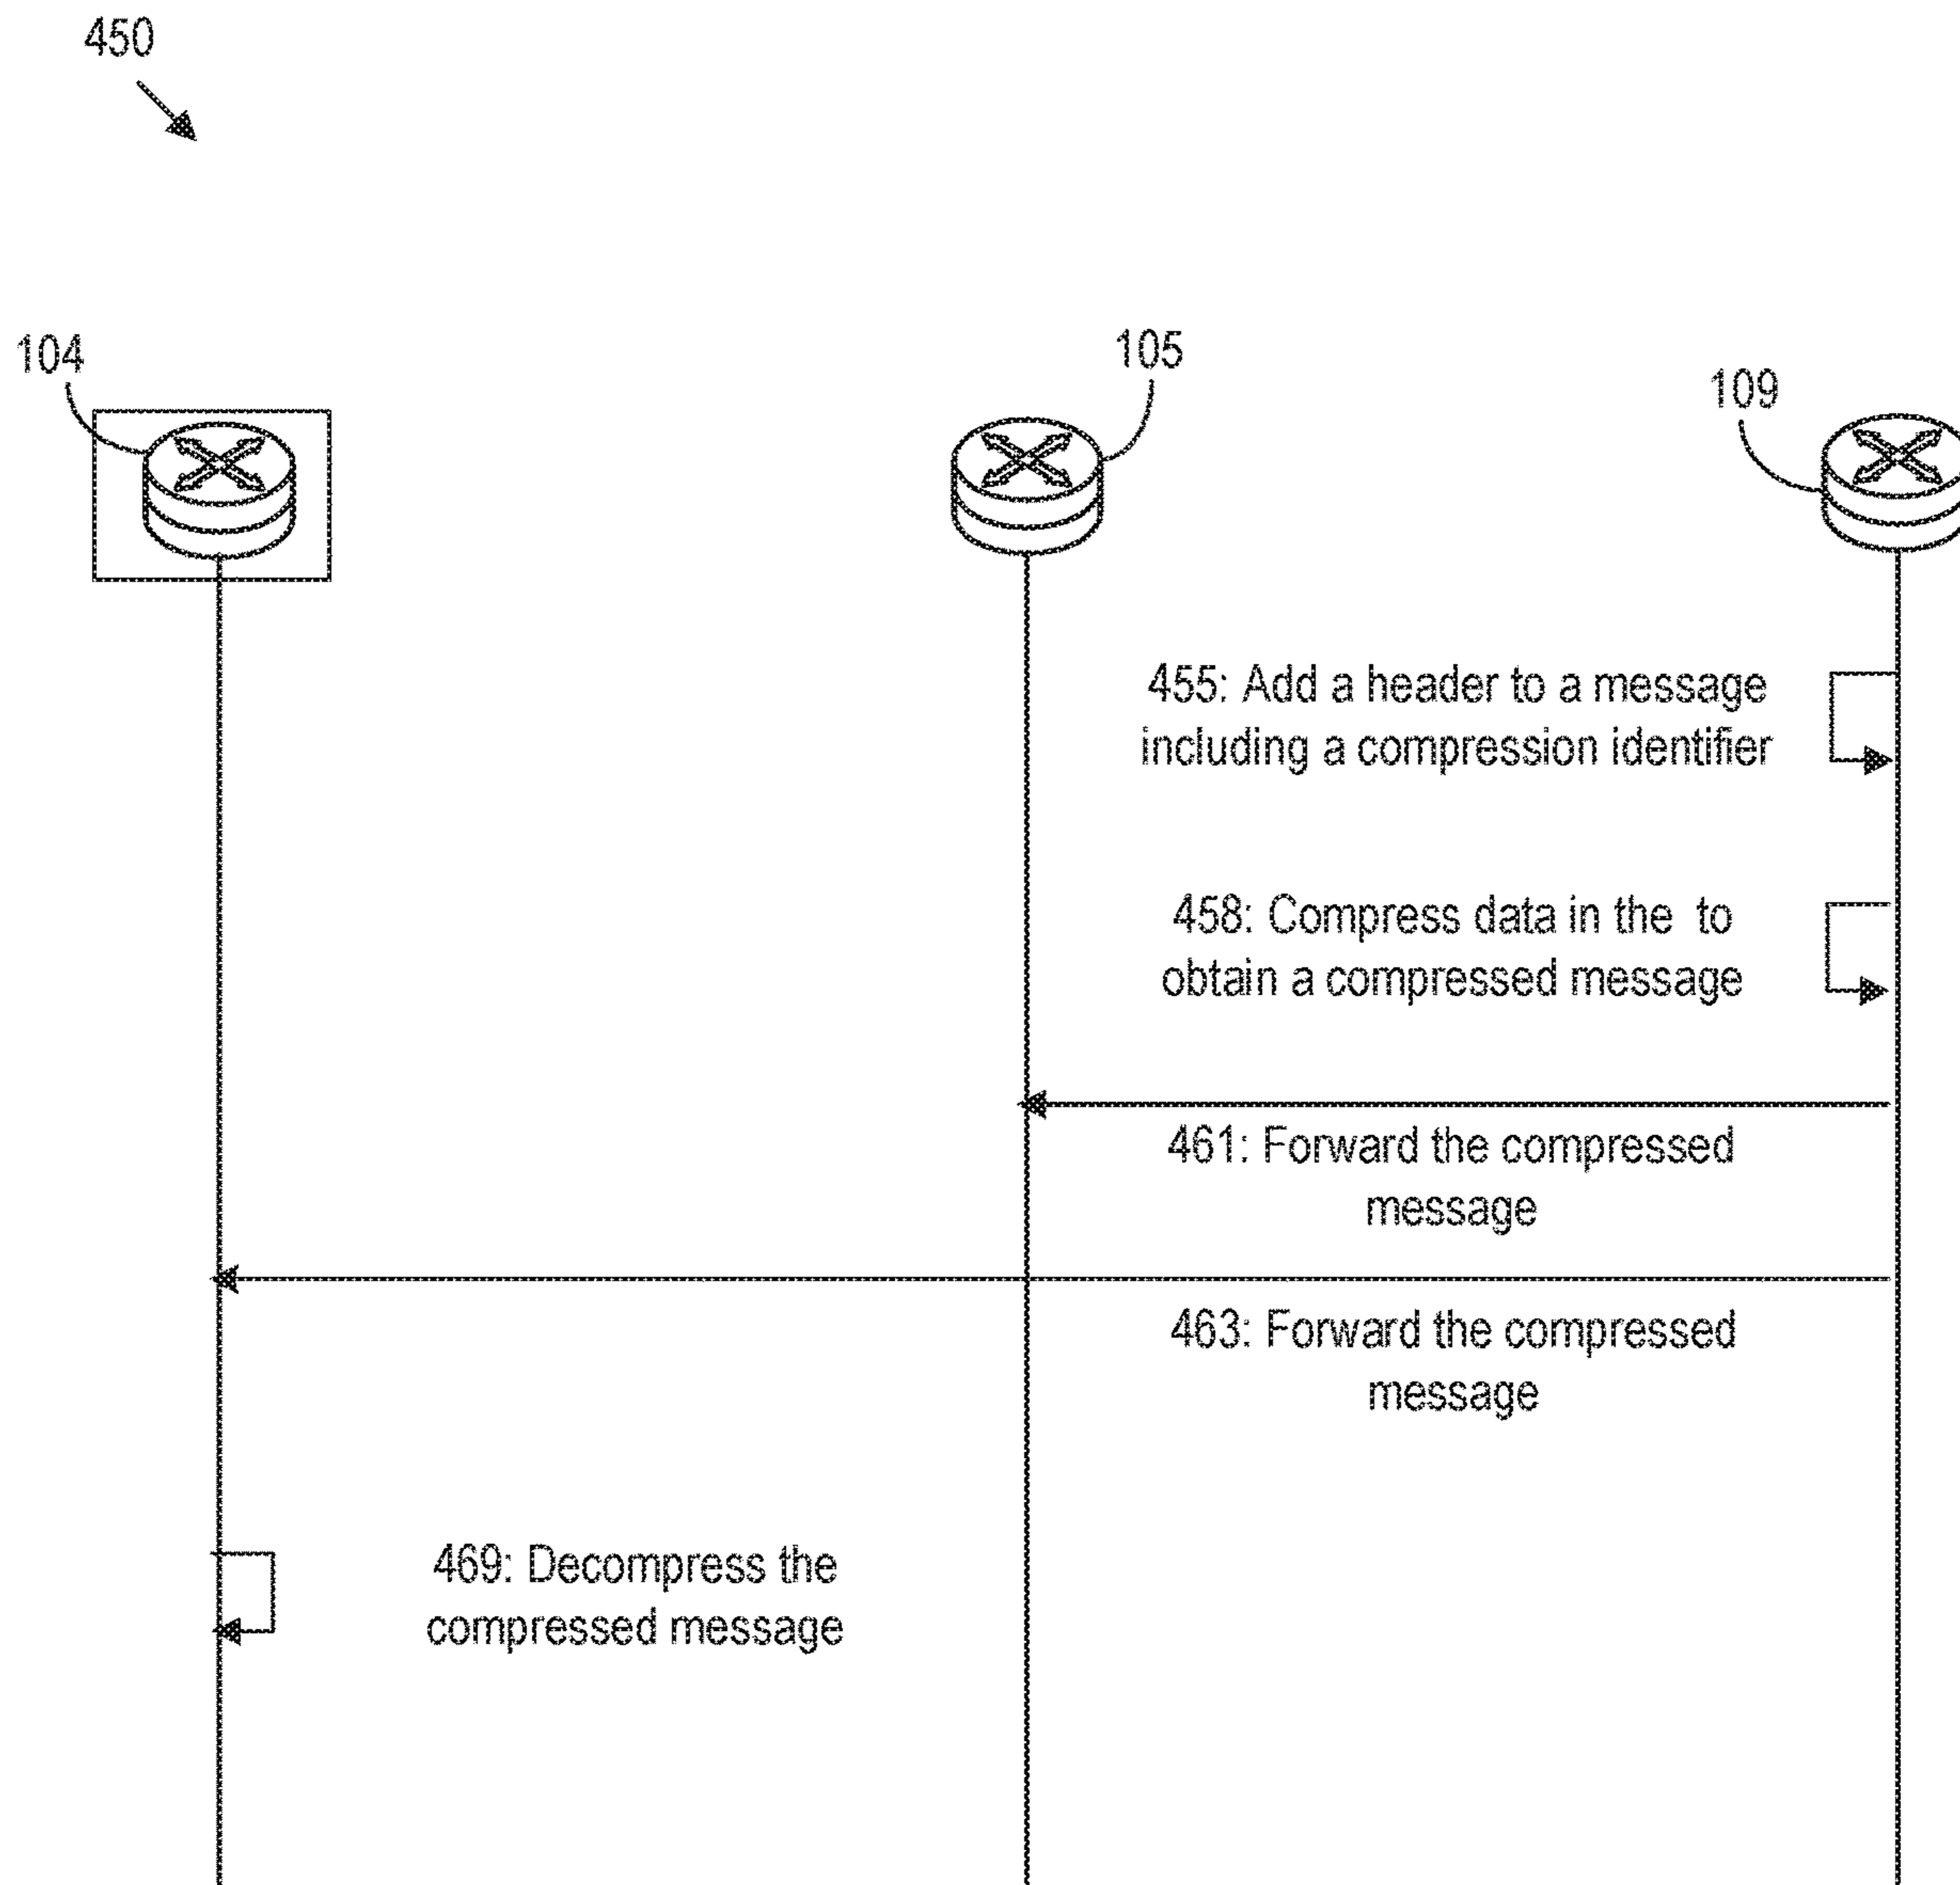 450
104
105
109
455: Add a header to a message
including a compression identifier
458: Compress data in the to
obtain a compressed message
461: Forward the compressed
message
463: Forward the compressed
message
469: Decompress the
compressed message